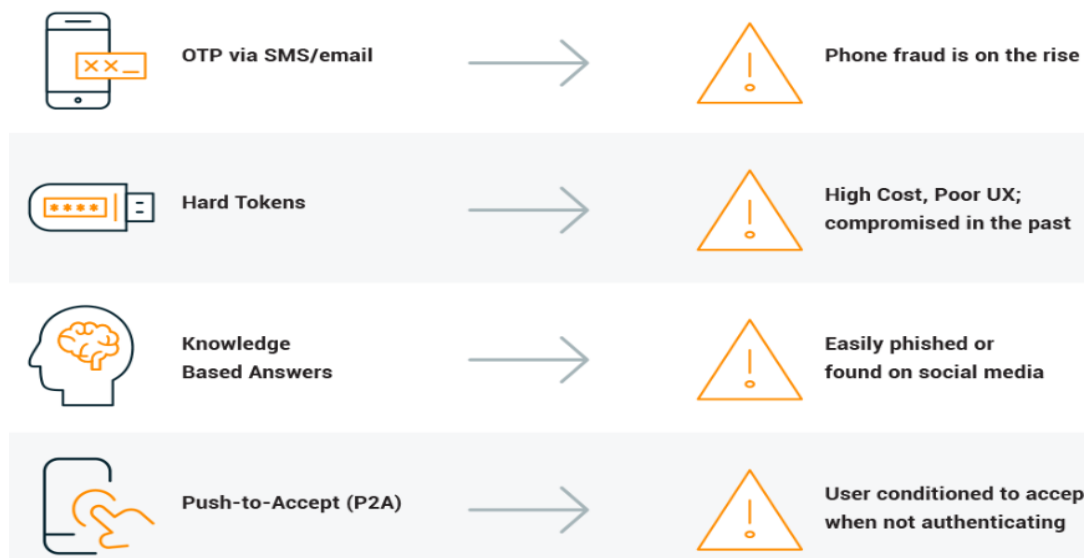 OTP via SMS/email
Phone fraud is on the rise
Hard Tokens
High Cost, Poor UX;
compromised in the past
Knowledge
Based Answers
Easily phished or
found on social media
Push-to-Accept (P2A)
User conditioned to accep
when not authenticating